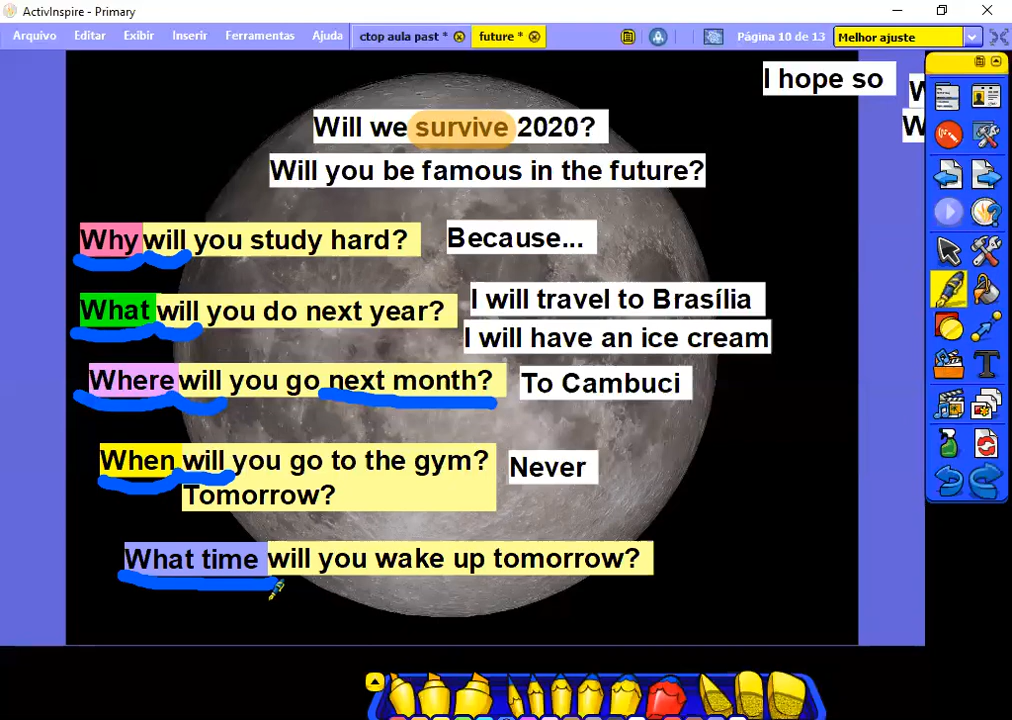 ActivInspire - Primary
Arquivo Editar Exibir Inserir Ferramentas Ajuda ctop aula past * future * Página 10 de 13 Melhor ajuste
I hope so
Will we survive 2020?
Will you be famous in the future?
Why will you study hard? Because...
What will you do next year? I will travel to Brasília
I will have an ice cream
Where will you go next month? To Cambuci
When will you go to the gym? Never
Tomorrow?
What time will you wake up tomorrow?